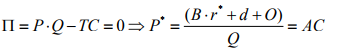 Π = P · Q − TC = 0 ⇒ P* = (B · r* + d + O) / Q = AC